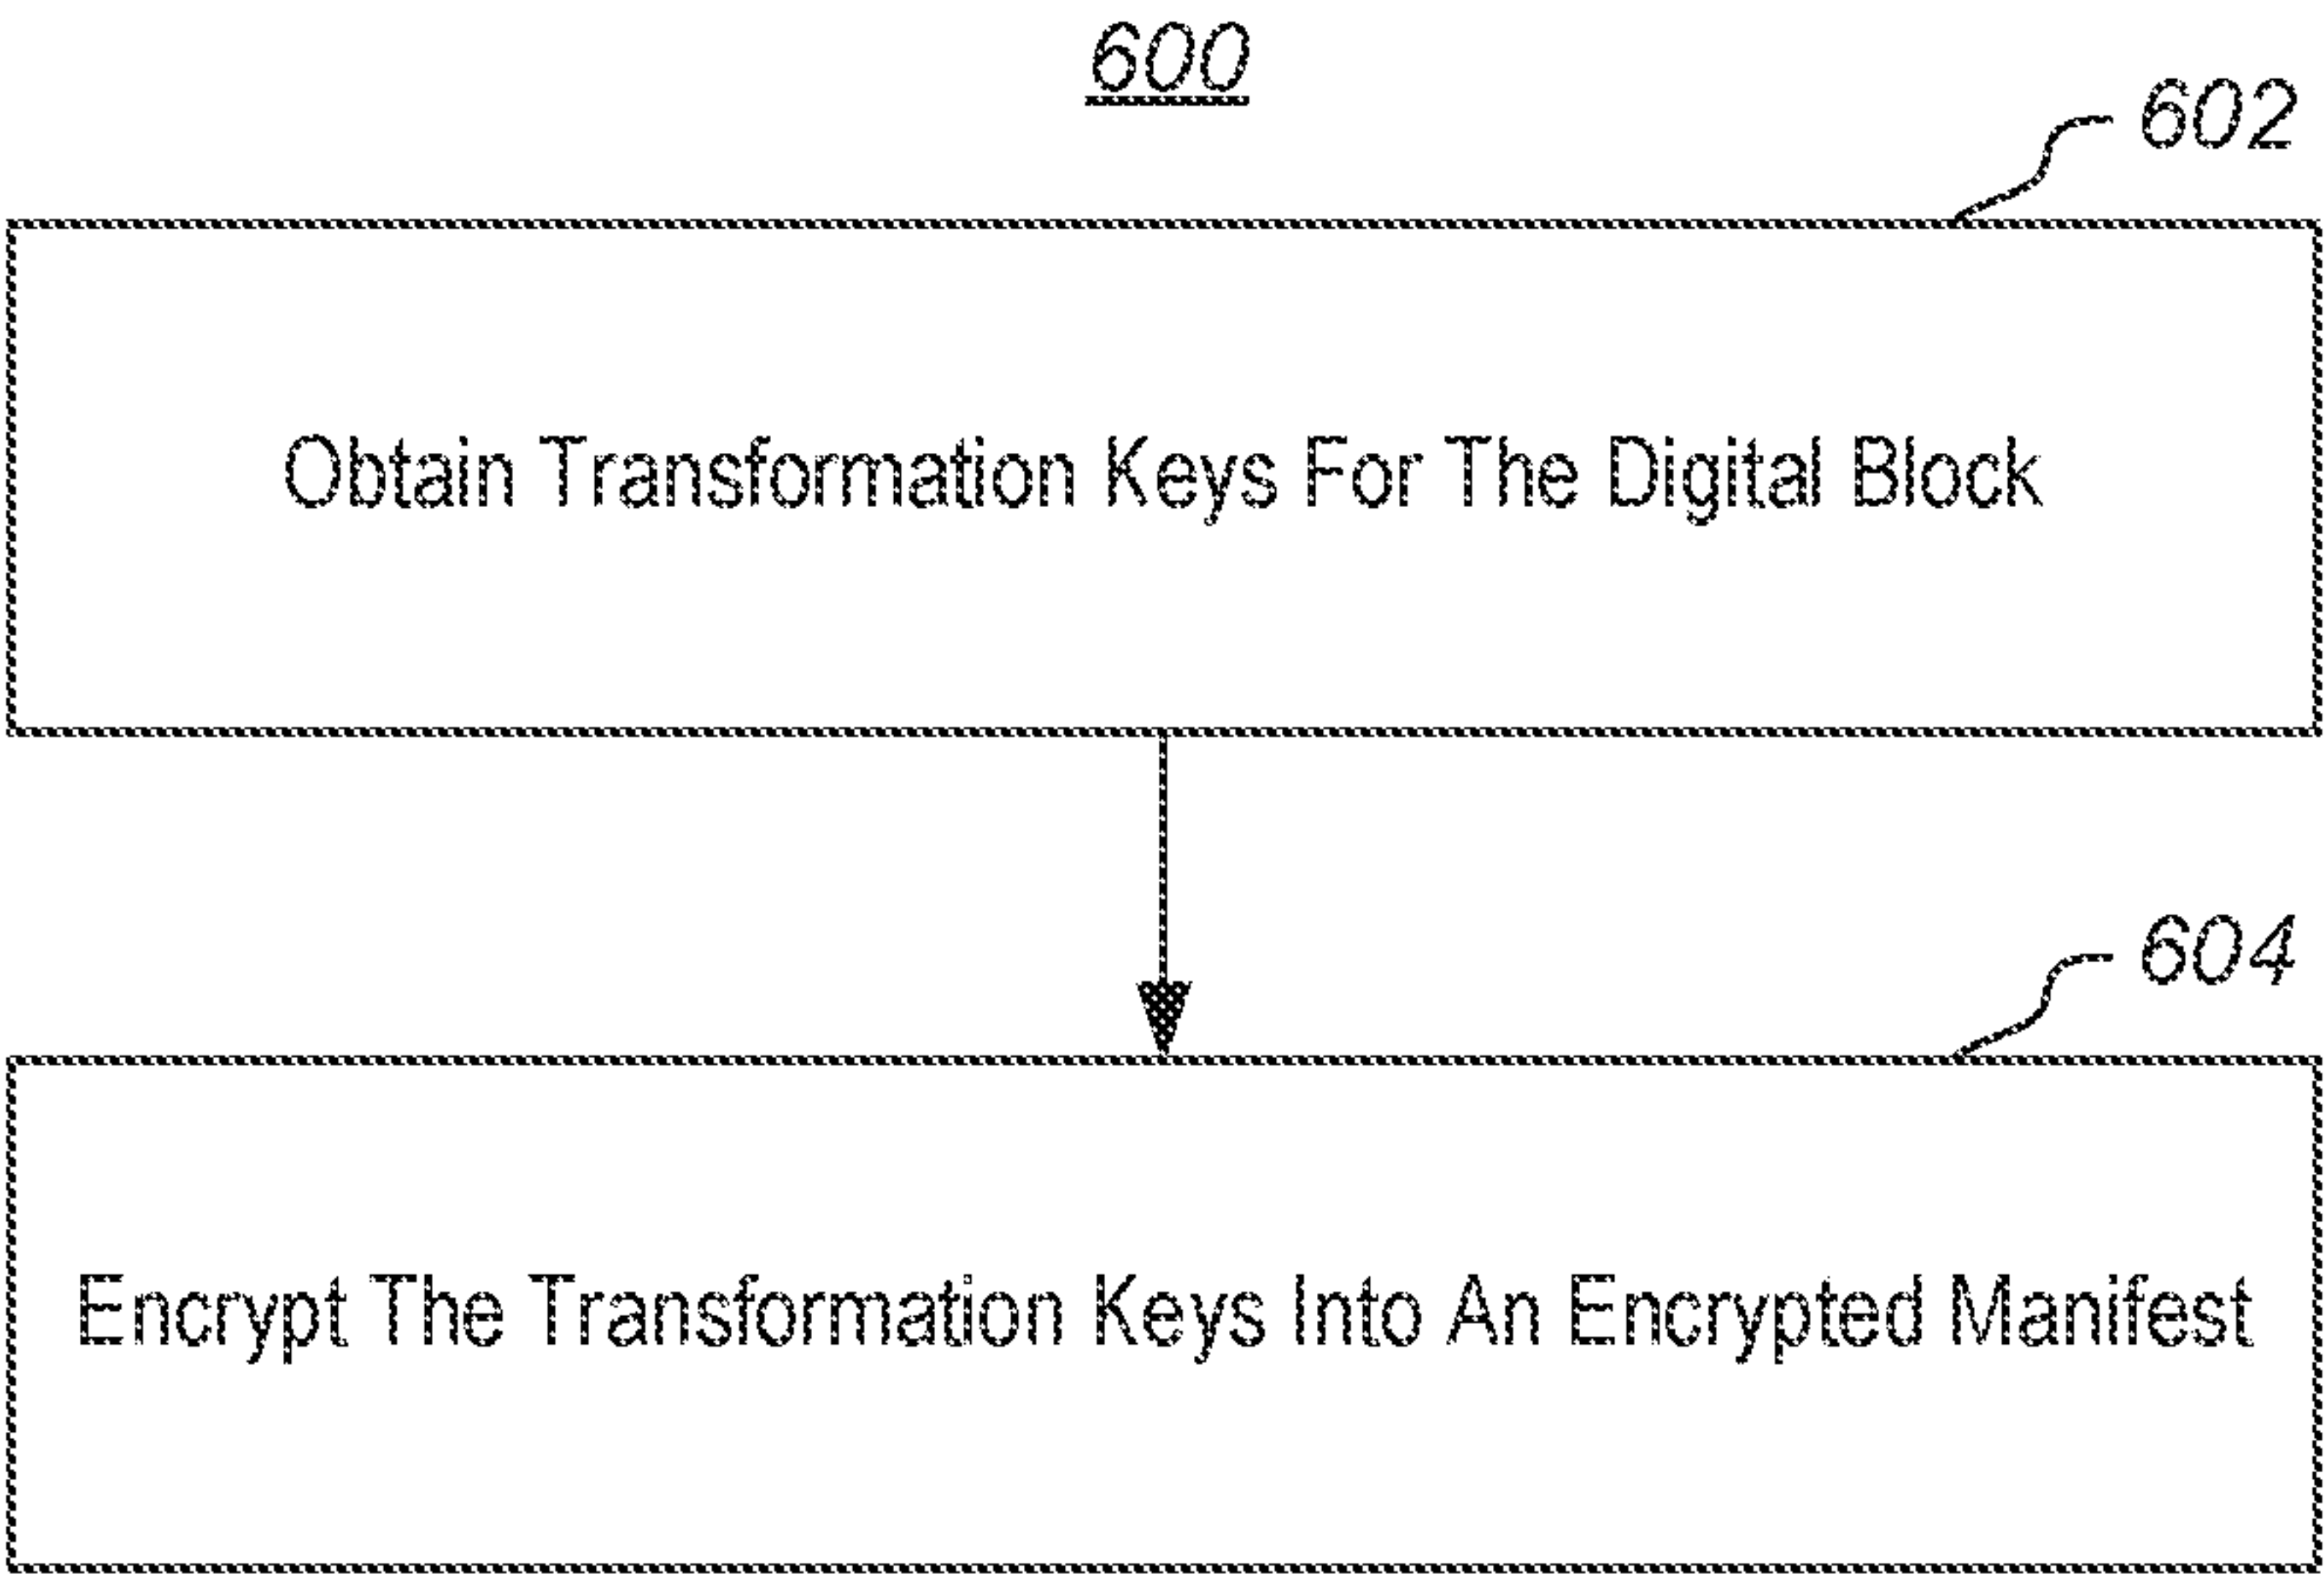 600
602
Obtain Transformation Keys For The Digital Block
604
Encrypt The Transformation Keys Into An Encrypted Manifest